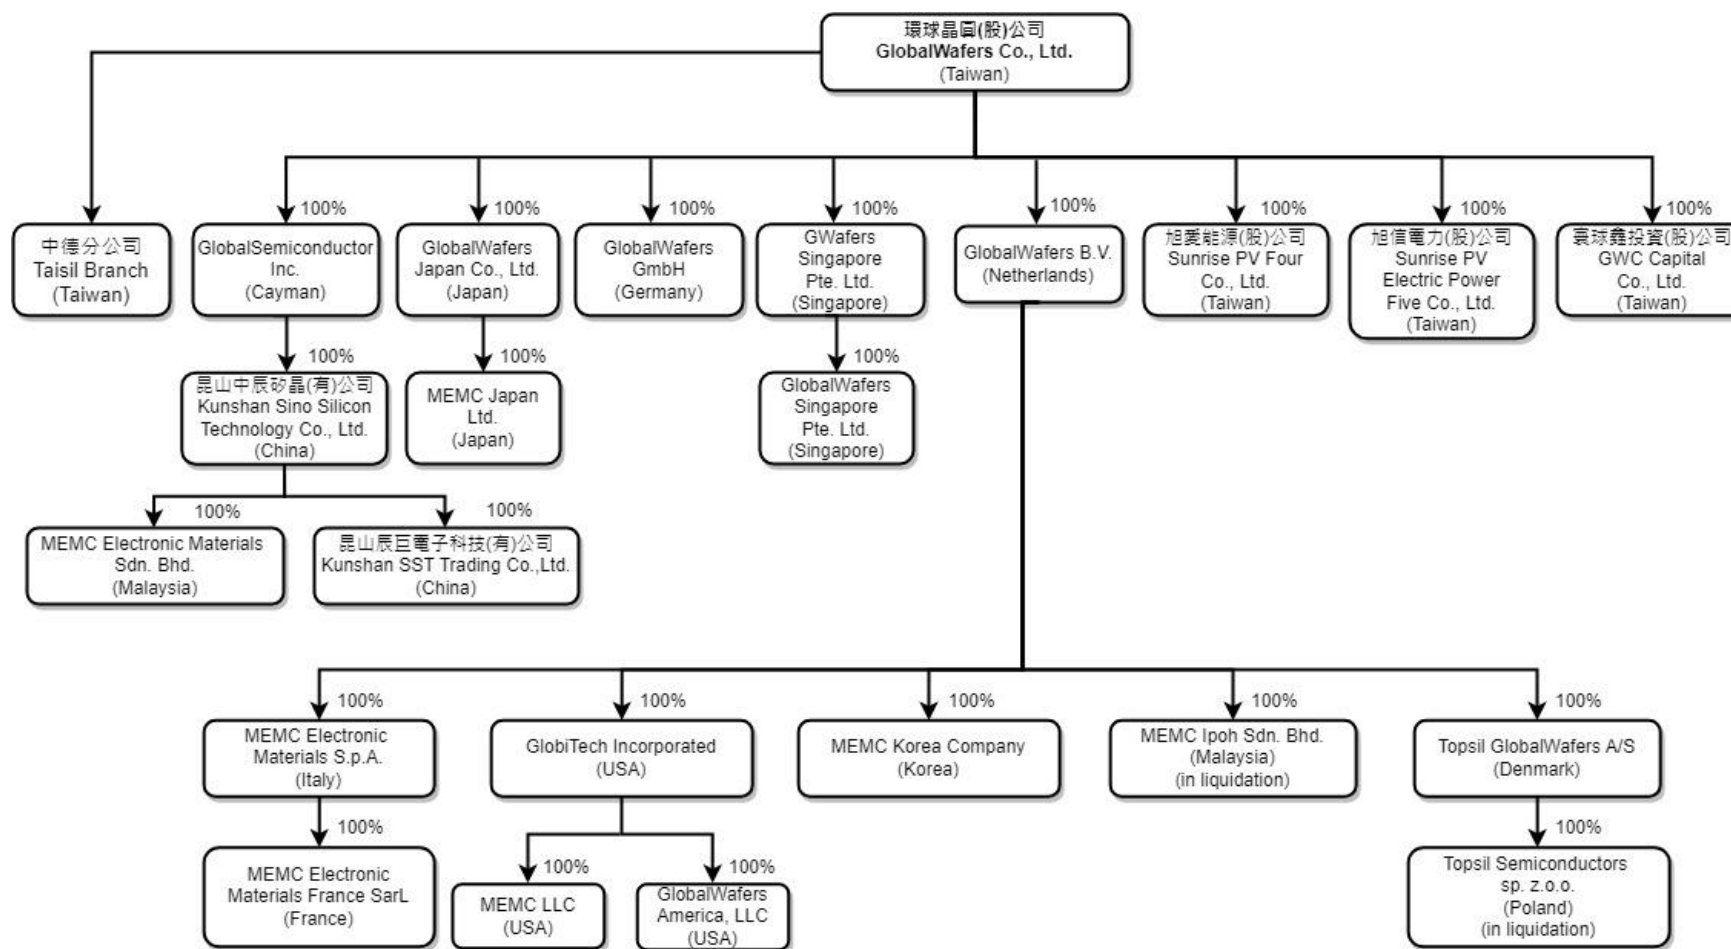 環球晶圓(股)公司
GlobalWafers Co., Ltd.
(Taiwan)
100%
100%
100%
100%
100%
100%
100%
100%
中德分公司
Taisil Branch
(Taiwan)
GlobalSemiconductor
Inc.
(Cayman)
GlobalWafers
Japan Co., Ltd.
(Japan)
GlobalWafers
GmbH
(Germany)
GWafers
Singapore
Pte. Ltd.
(Singapore)
GlobalWafers B.V.
(Netherlands)
旭愛能源(股)公司
Sunrise PV Four
Co., Ltd.
(Taiwan)
旭信電力(股)公司
Sunrise PV
Electric Power
Five Co., Ltd.
(Taiwan)
寰球鑫投資(股)公司
GWC Capital
Co., Ltd.
(Taiwan)
100%
100%
100%
昆山中辰矽晶(有)公司
Kunshan Sino Silicon
Technology Co., Ltd.
(China)
MEMC Japan
Ltd.
(Japan)
GlobalWafers
Singapore
Pte. Ltd.
(Singapore)
100%
100%
MEMC Electronic Materials
Sdn. Bhd.
(Malaysia)
昆山辰巨電子科技(有)公司
Kunshan SST Trading Co.,Ltd.
(China)
100%
100%
100%
100%
100%
MEMC Electronic
Materials S.p.A.
(Italy)
GlobiTech Incorporated
(USA)
MEMC Korea Company
(Korea)
MEMC Ipoh Sdn. Bhd.
(Malaysia)
(in liquidation)
Topsil GlobalWafers A/S
(Denmark)
100%
100%
100%
100%
MEMC Electronic
Materials France SarL
(France)
MEMC LLC
(USA)
GlobalWafers
America, LLC
(USA)
Topsil Semiconductors
sp. z.o.o.
(Poland)
(in liquidation)